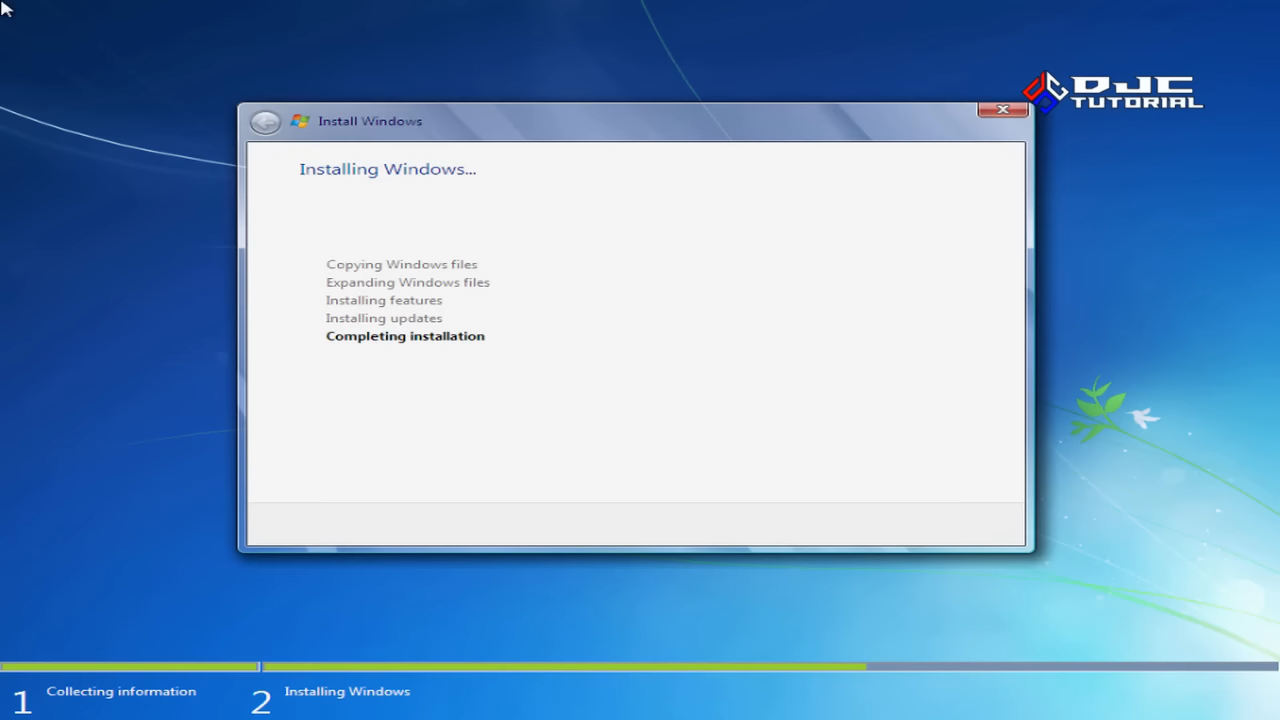 DJC
TUTORIAL
Install Windows
Installing Windows...
Copying Windows files
Expanding Windows files
Installing features
Installing updates
Completing installation
1 Collecting information
2 Installing Windows